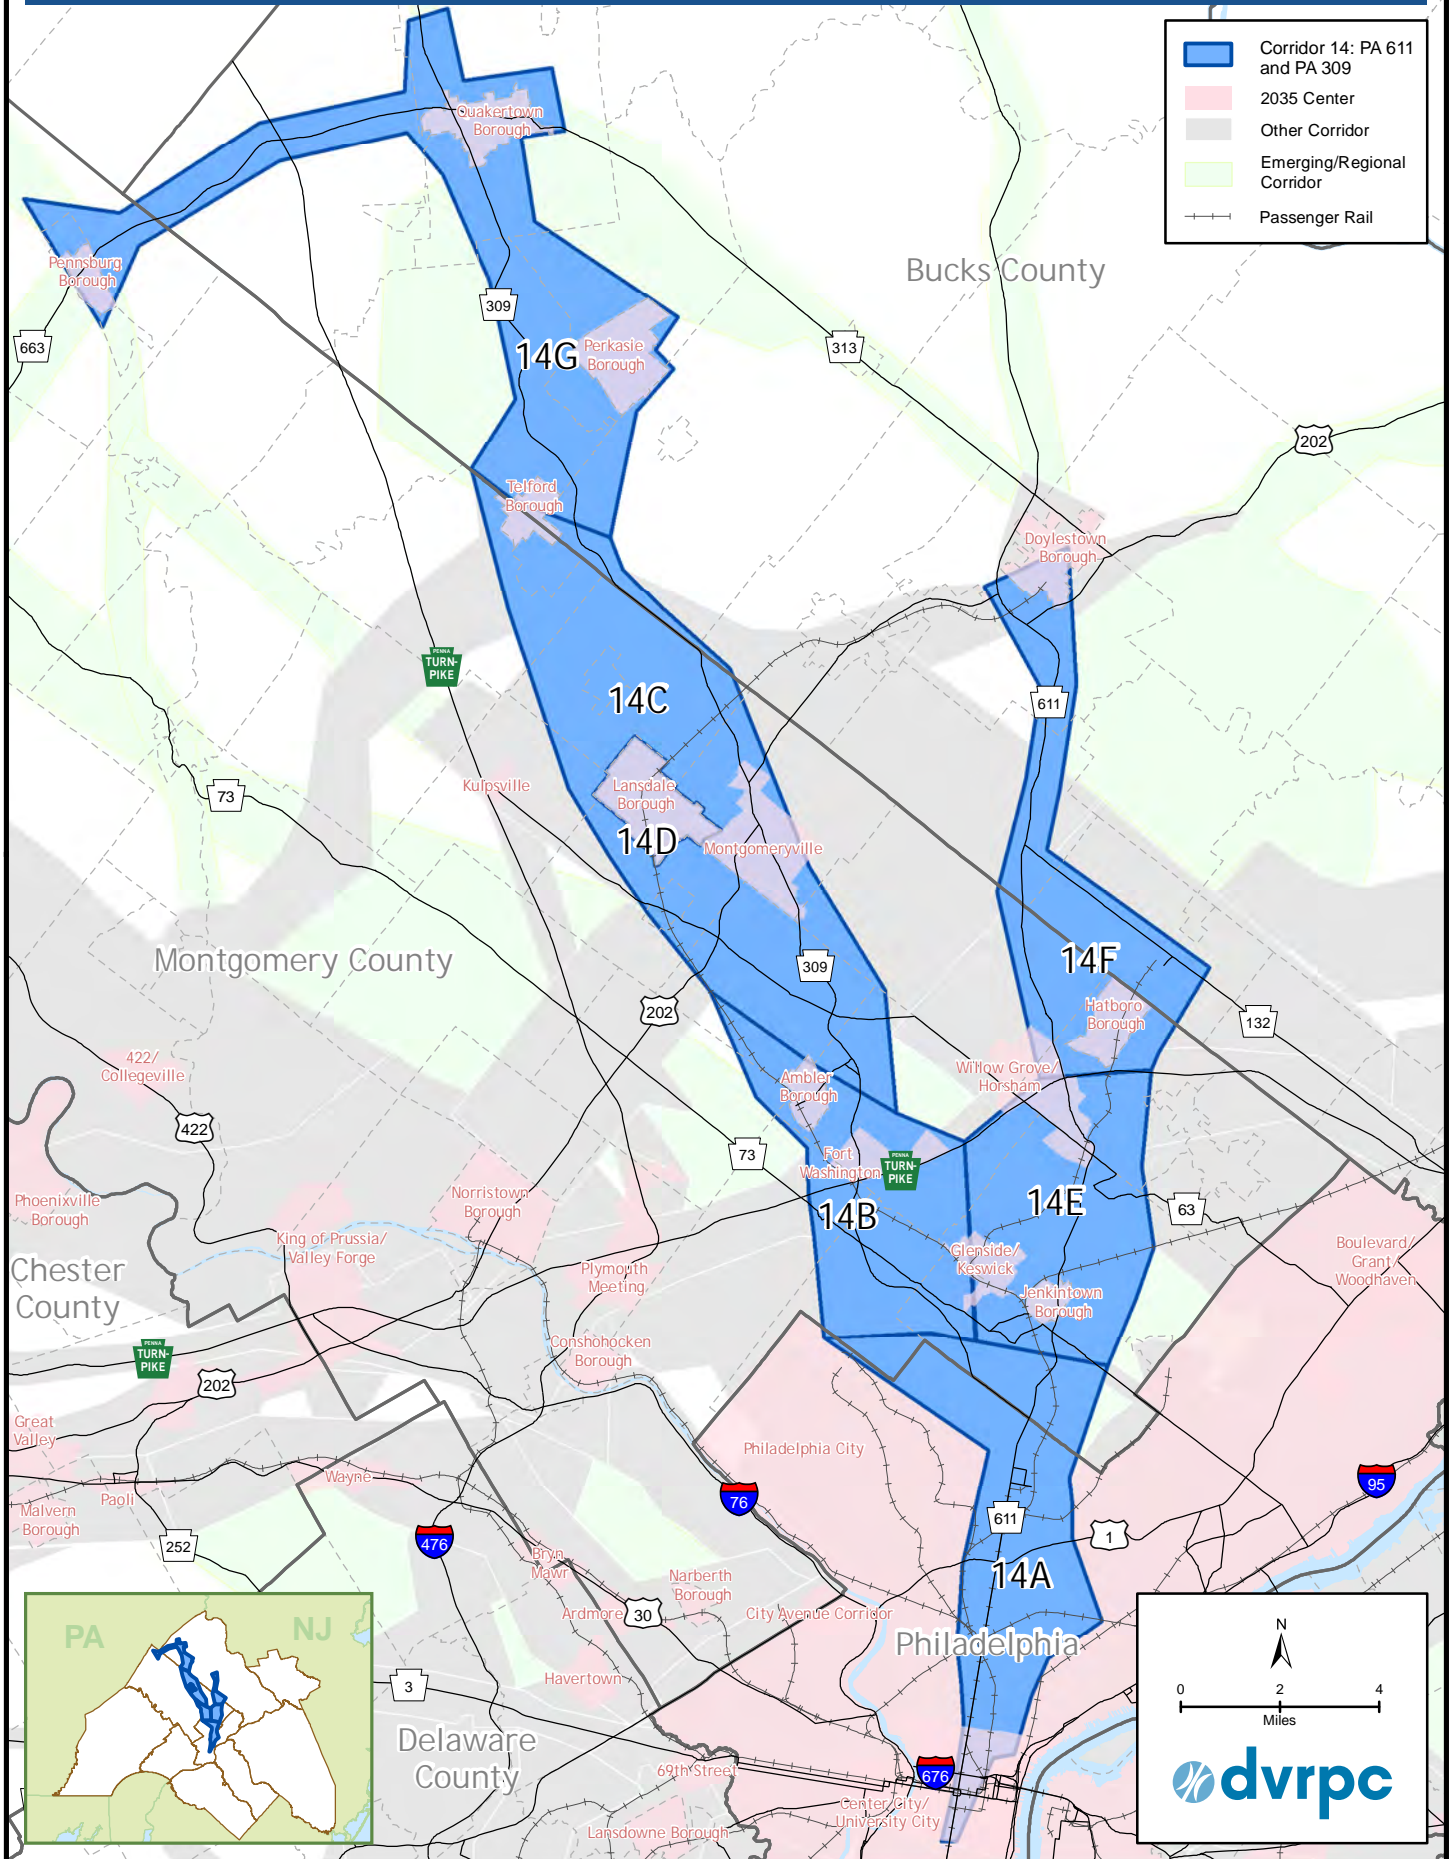 Corridor 14: PA 611
and PA 309
2035 Center
Other Corridor
Emerging/Regional
Corridor
Passenger Rail
Quakertown
Borough
Pennsburg
Borough
Bucks County
309
663
14G
Perkasie
Borough
313
202
Telford
Borough
Doylestown
Borough
PENNA
TURN-
PIKE
14C
611
73
Kulpsville
Lansdale
Borough
14D
Montgomeryville
Montgomery County
309
14F
202
Hatboro
Borough
132
422/
Collegeville
Ambler
Borough
Willow Grove/
Horsham
422
73
Fort
Washington
PENNA
TURN-
PIKE
Phoenixville
Borough
Norristown
Borough
14B
14E
63
King of Prussia/
Valley Forge
Glenside/
Keswick
Boulevard/
Grant/
Woodhaven
Chester
County
Plymouth
Meeting
Jenkintown
Borough
PENNA
TURN-
PIKE
Conshohocken
Borough
202
Great
Valley
Philadelphia City
Wayne
Paoli
Malvern
Borough
76
95
611
1
252
476
Bryn
Mawr
14A
Narberth
Borough
Ardmore
30
City Avenue Corridor
Philadelphia
PA
NJ
Havertown
3
Delaware
County
69th Street
676
Center City/
University City
Lansdowne Borough
N
0
2
4
Miles
dvrpc